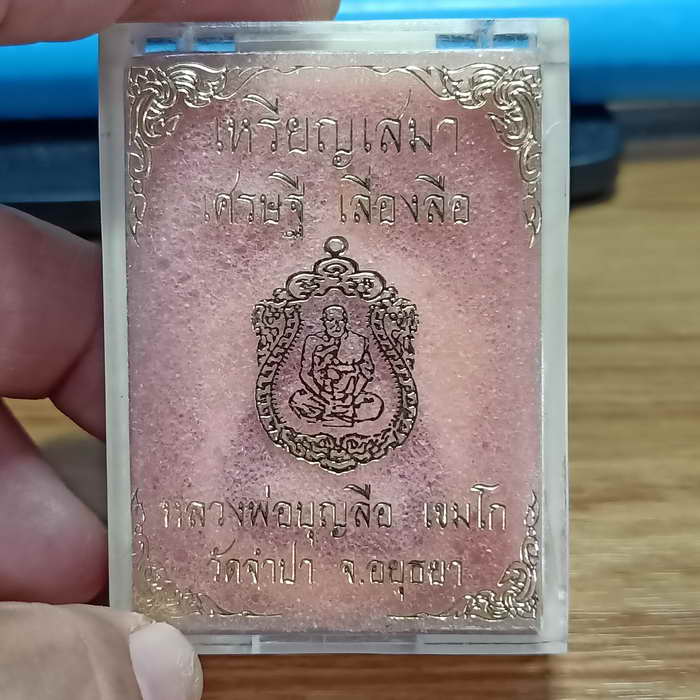 เหรียญเสมา
เศรษฐี เลื่องลือ
หลวงพ่อบุญลือ เขมโก
วัดจำปา จ.อยุธยา